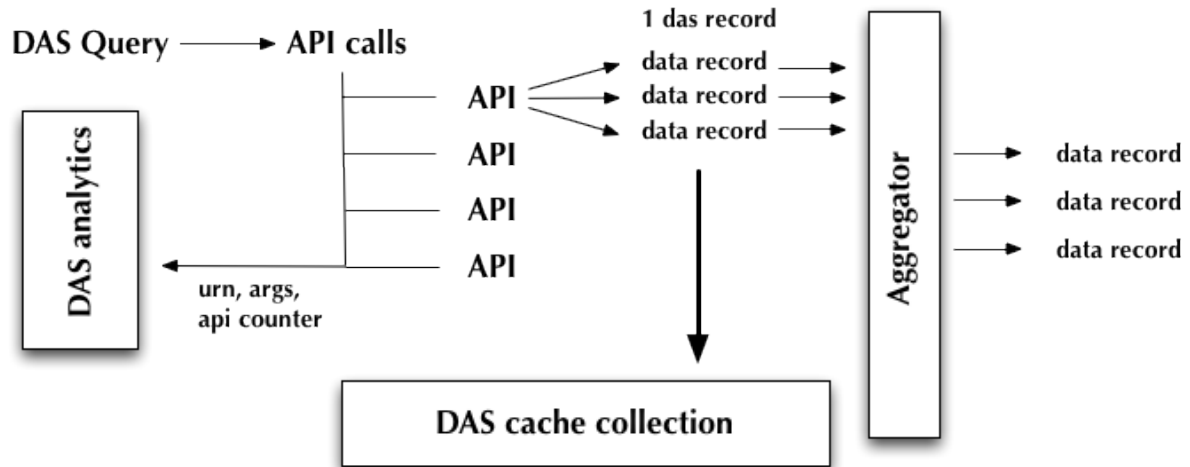 DAS Query
API calls
1 das record
data record
data record
data record
API
API
API
API
DAS analytics
urn, args,
api counter
Aggregator
data record
data record
data record
DAS cache collection